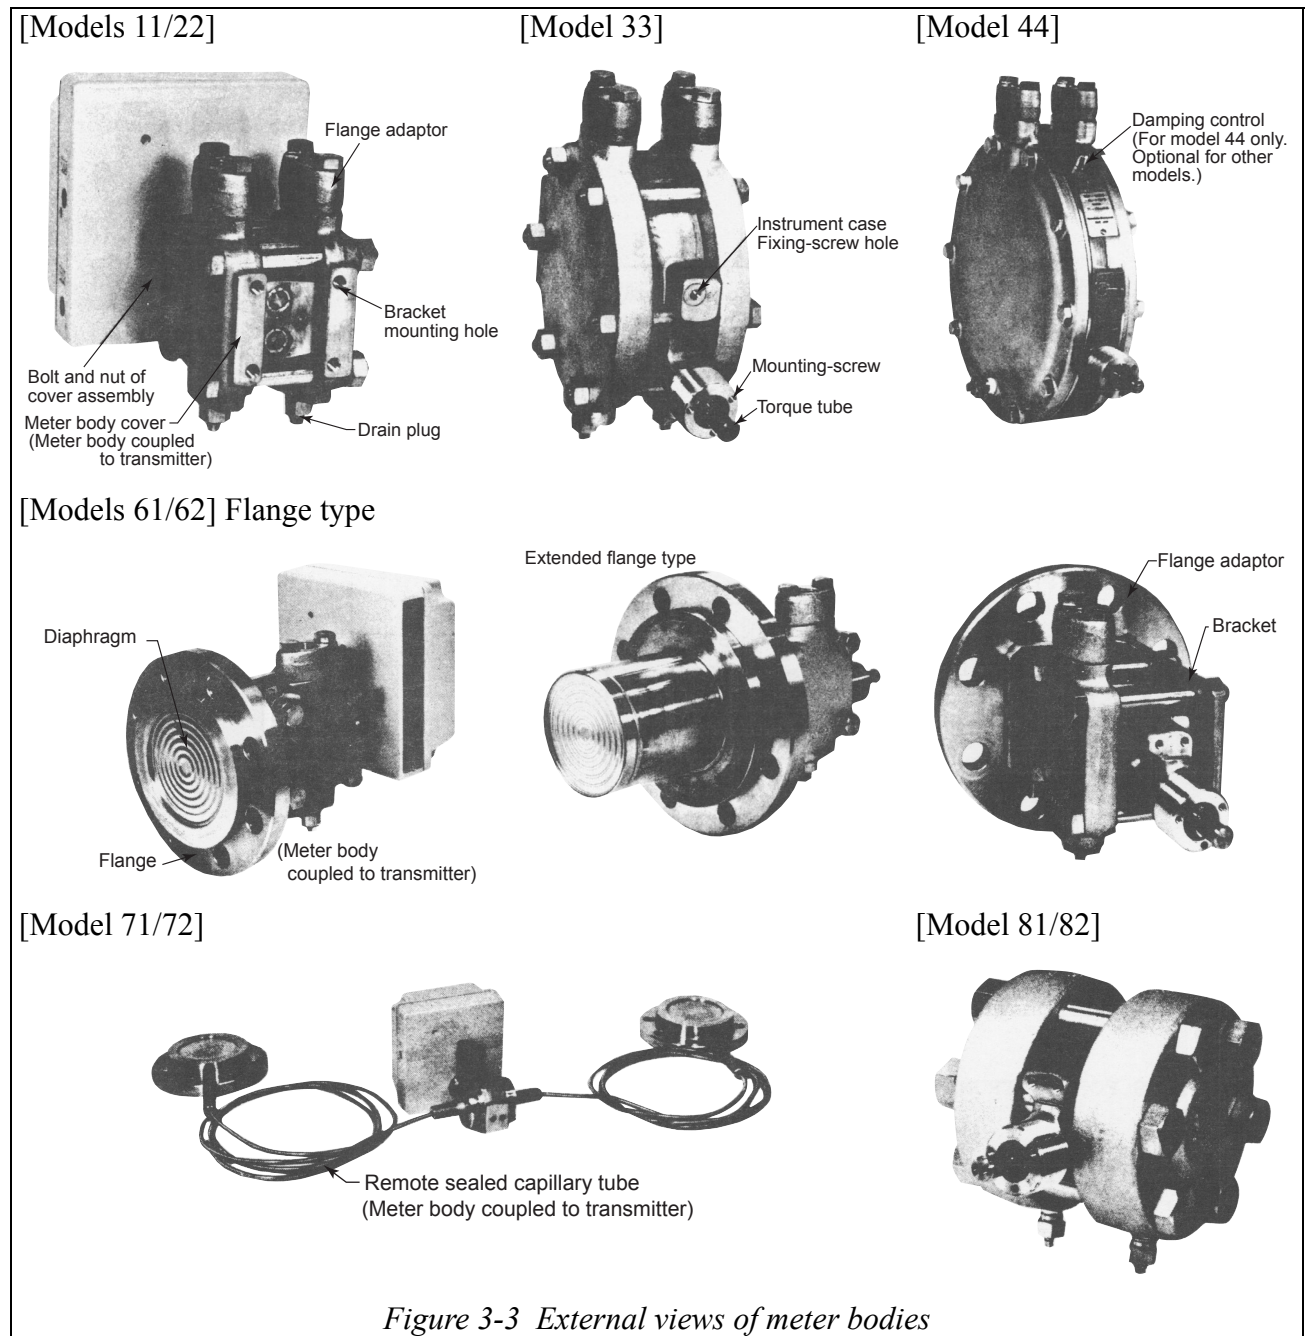 [Models 11/22]
[Model 33]
[Model 44]
Flange adaptor
Bracket
mounting hole
Bolt and nut of
cover assembly
Meter body cover
(Meter body coupled
to transmitter)
Drain plug
Instrument case
Fixing-screw hole
Mounting-screw
Torque tube
Damping control
(For model 44 only.
Optional for other
models.)
[Models 61/62] Flange type
Diaphragm
Flange
(Meter body
coupled to transmitter)
Extended flange type
Flange adaptor
Bracket
[Model 71/72]
Remote sealed capillary tube
(Meter body coupled to transmitter)
[Model 81/82]
Figure 3-3 External views of meter bodies